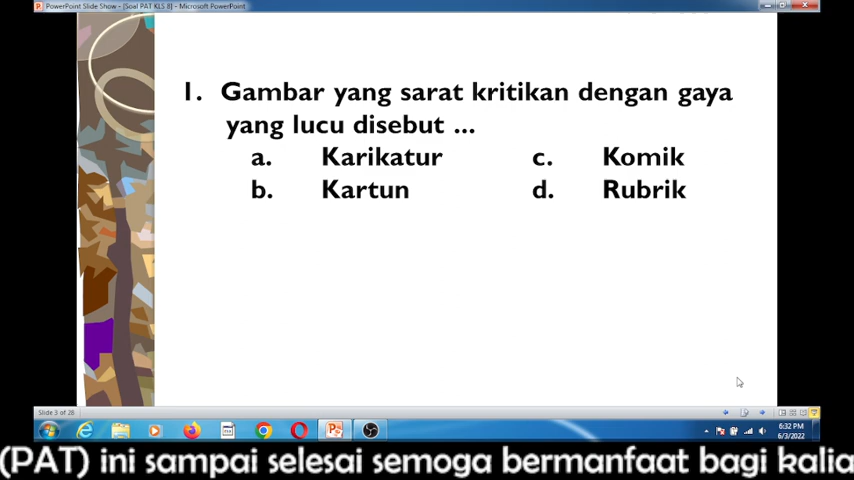 PowerPoint Slide Show - [Soal PAT KLS 8] - Microsoft PowerPoint
1. Gambar yang sarat kritikan dengan gaya
yang lucu disebut ...
a. Karikatur c. Komik
b. Kartun d. Rubrik
Slide 3 of 28
6:32 PM
6/3/2022
(PAT) ini sampai selesai semoga bermanfaat bagi kalia